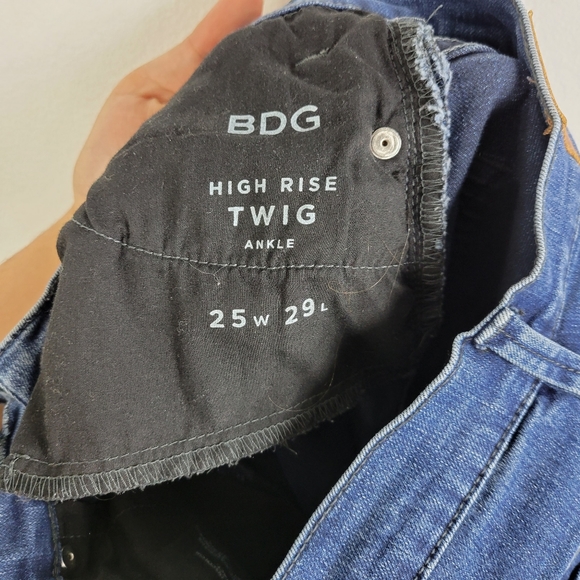 BDG
HIGH RISE
TWIG
ANKLE
25W 29L